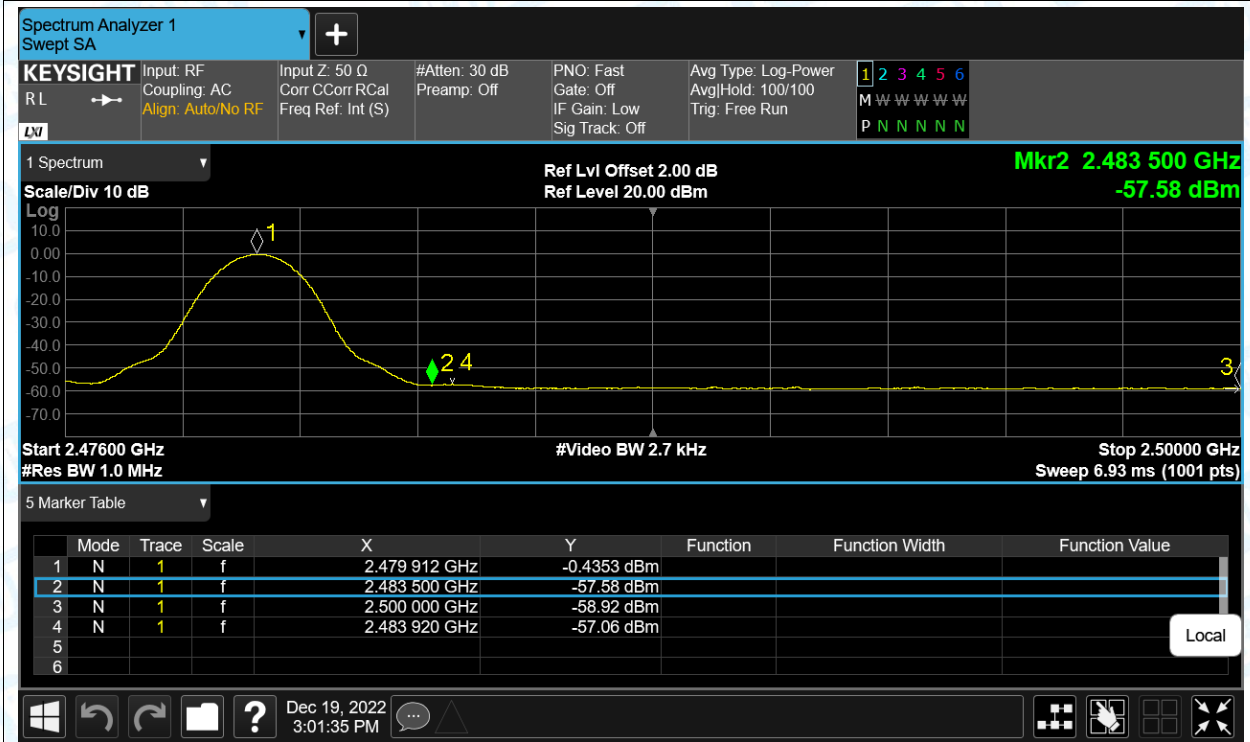 Spectrum Analyzer 1
Swept SA
+
KEYSIGHT
R L
LXI
Input: RF
Coupling: AC
Align: Auto/No RF
Input Z: 50 Ω
Corr CCorr RCal
Freq Ref: Int (S)
#Atten: 30 dB
Preamp: Off
PNO: Fast
Gate: Off
IF Gain: Low
Sig Track: Off
Avg Type: Log-Power
Avg|Hold: 100/100
Trig: Free Run
1 2 3 4 5 6
M W W W W W
P N N N N N
1 Spectrum
Scale/Div 10 dB
Ref Lvl Offset 2.00 dB
Ref Level 20.00 dBm
Mkr2 2.483 500 GHz
-57.58 dBm
Log
10.0
0.00
-10.0
-20.0
-30.0
-40.0
-50.0
-60.0
-70.0
1
2 4
3
Start 2.47600 GHz
#Res BW 1.0 MHz
#Video BW 2.7 kHz
Stop 2.50000 GHz
Sweep 6.93 ms (1001 pts)
5 Marker Table
Mode Trace Scale X Y Function Function Width Function Value
1 N 1 f 2.479 912 GHz -0.4353 dBm
2 N 1 f 2.483 500 GHz -57.58 dBm
3 N 1 f 2.500 000 GHz -58.92 dBm
4 N 1 f 2.483 920 GHz -57.06 dBm
5
6
Local
?
Dec 19, 2022
3:01:35 PM